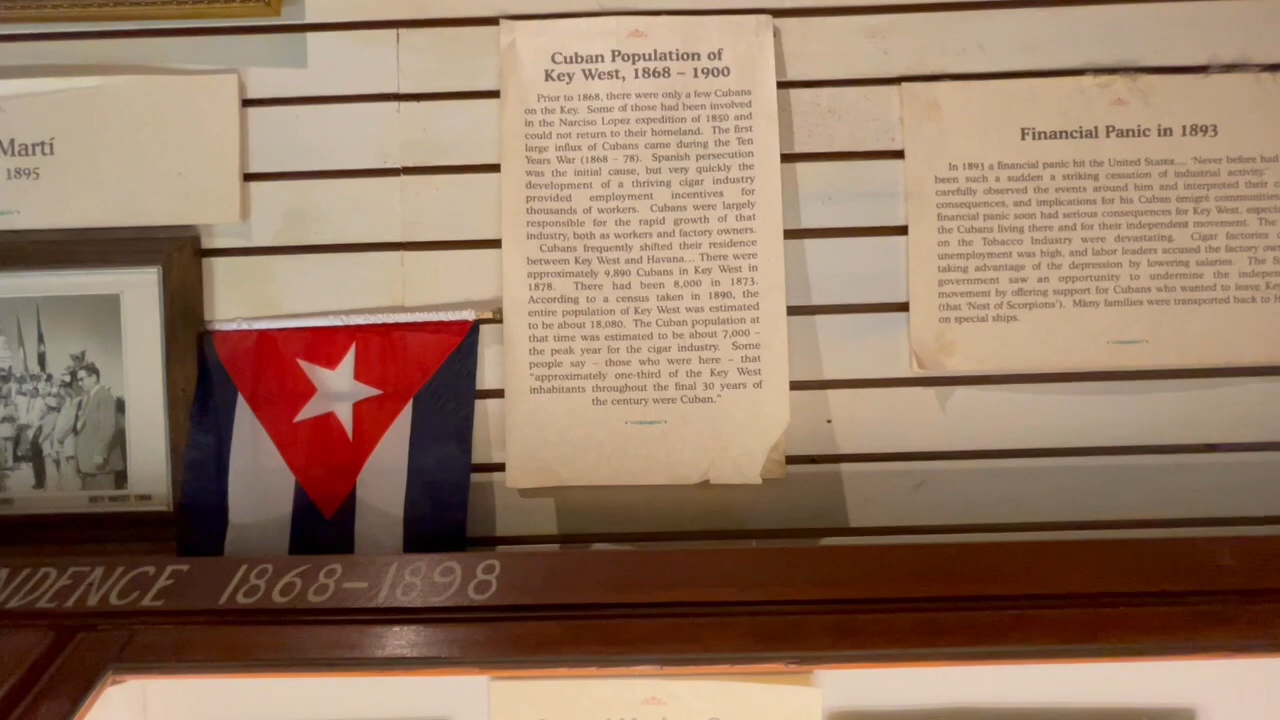 Martí
1895
Cuban Population of
Key West, 1868 – 1900
Prior to 1868, there were only a few Cubans
on the Key. Some of those had been involved
in the Narciso Lopez expedition of 1850 and
could not return to their homeland. The first
large influx of Cubans came during the Ten
Years War (1868 – 78). Spanish persecution
was the initial cause, but very quickly the
development of a thriving cigar industry
provided employment incentives for
thousands of workers. Cubans were largely
responsible for the rapid growth of that
industry, both as workers and factory owners.
Cubans frequently shifted their residence
between Key West and Havana... There were
approximately 9,890 Cubans in Key West in
1878. There had been 8,000 in 1873.
According to a census taken in 1890, the
entire population of Key West was estimated
to be about 18,080. The Cuban population at
that time was estimated to be about 7,000 –
the peak year for the cigar industry. Some
people say – those who were here – that
"approximately one-third of the Key West
inhabitants throughout the final 30 years of
the century were Cuban."
Financial Panic in 1893
In 1893 a financial panic hit the United States.... 'Never before had
been such a sudden a striking cessation of industrial activity.'
carefully observed the events around him and interpreted their
consequences, and implications for his Cuban émigré communities
financial panic soon had serious consequences for Key West,
the Cubans living there and for their independent movement. The
on the Tobacco Industry were devastating. Cigar factories
unemployment was high, and labor leaders accused the factory
taking advantage of the depression by lowering salaries. The
government saw an opportunity to undermine the
movement by offering support for Cubans who wanted to leave
(that 'Nest of Scorpions'). Many families were transported back to
on special ships.
KEY WEST
NDENCE 1868–1898